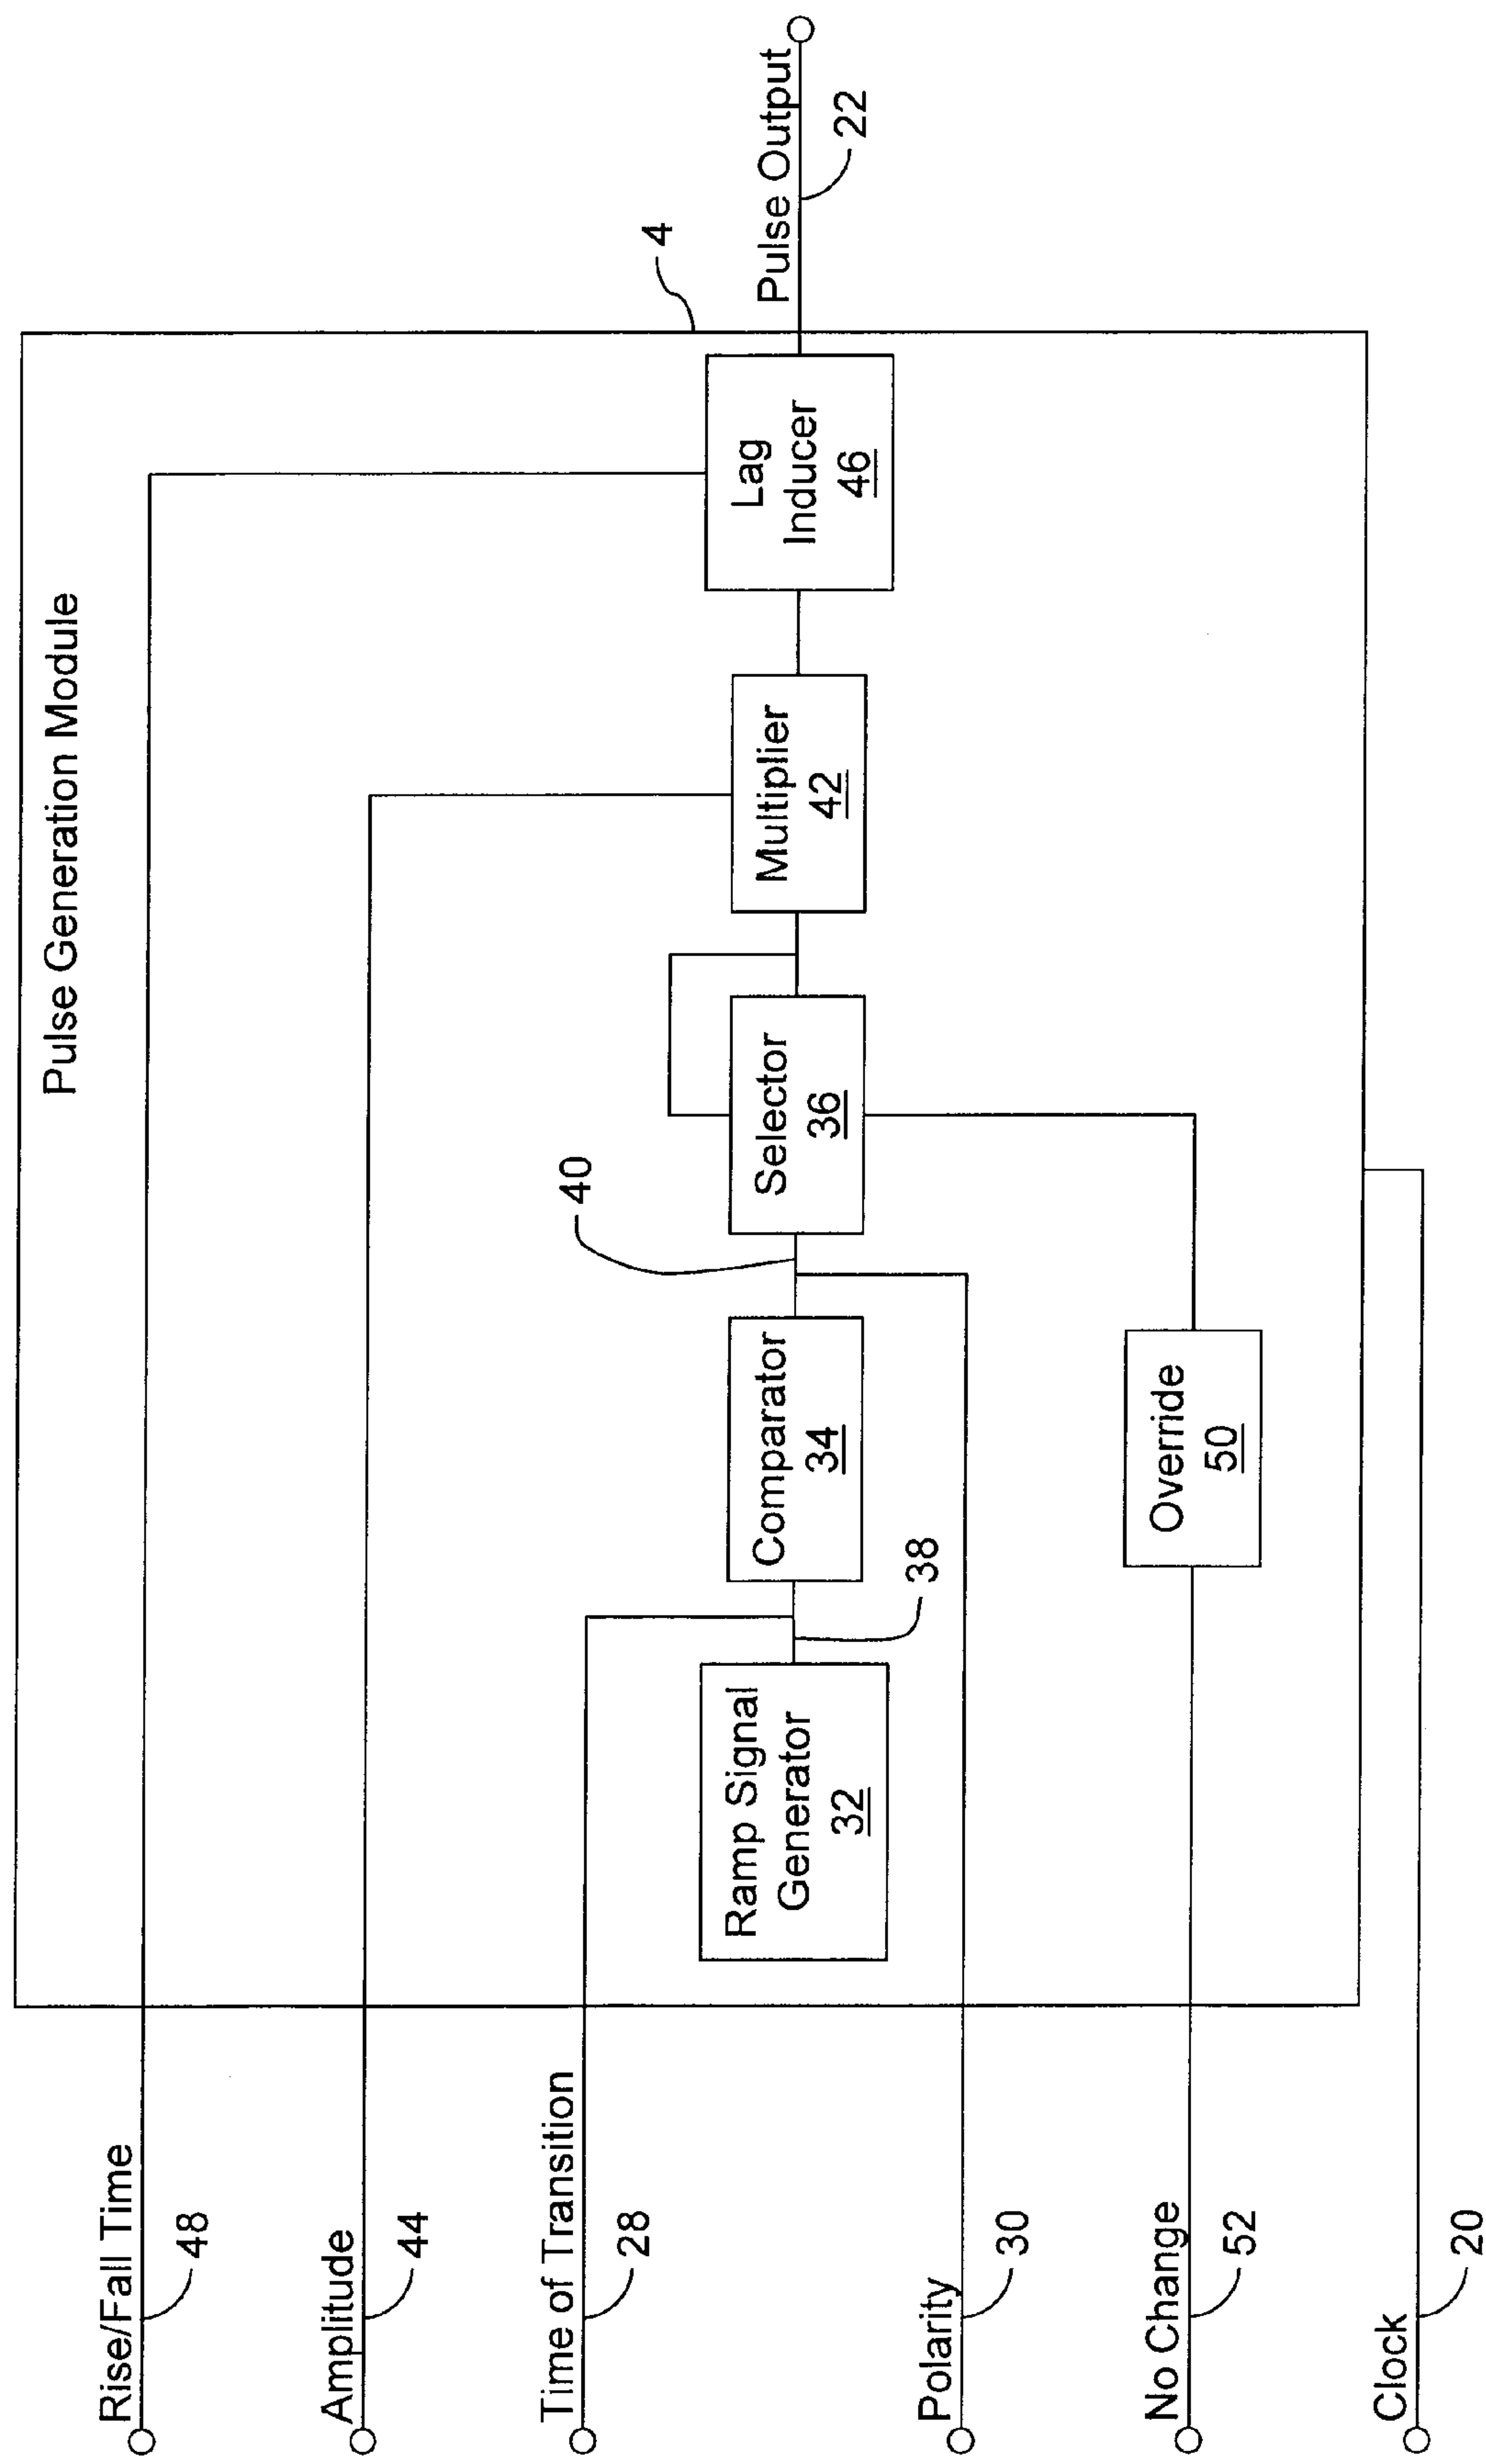 Pulse Generation Module
4
Rise/Fall Time
48
Amplitude
44
Time of Transition
28
Polarity
30
No Change
52
Clock
20
Ramp Signal
Generator
32
38
Comparator
34
40
Selector
36
Multiplier
42
Lag
Inducer
46
Override
50
Pulse Output
22